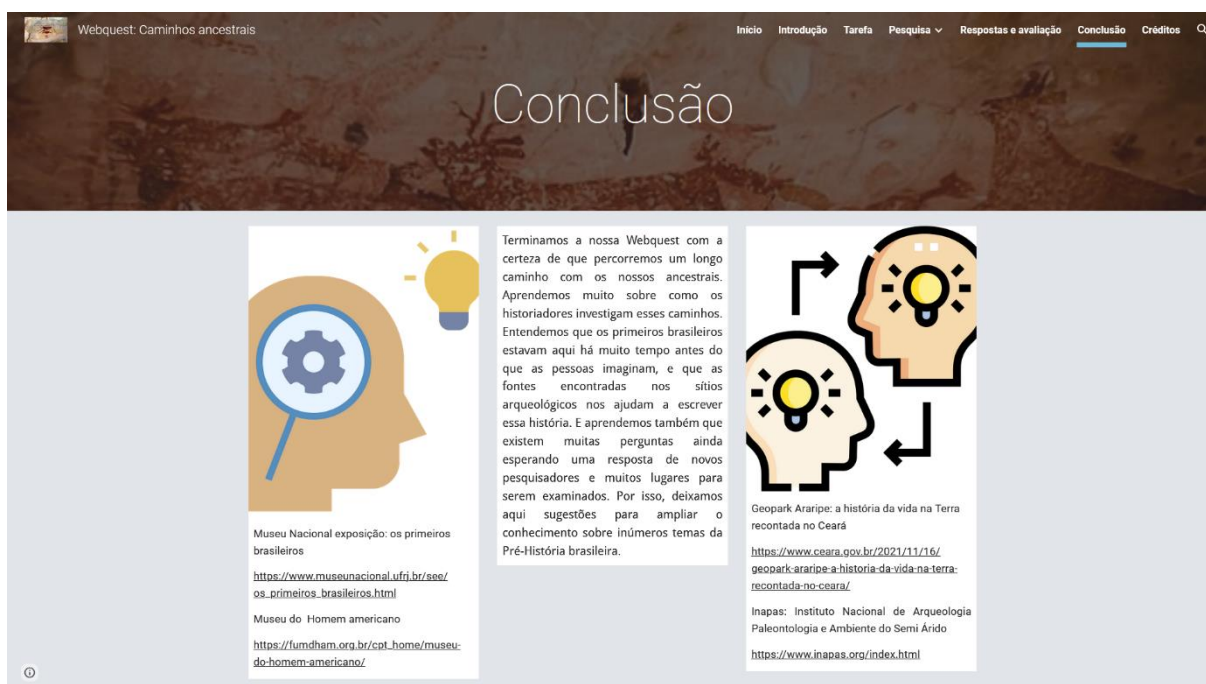 Webquest: Caminhos ancestrais
Início Introdução Tarefa Pesquisa Respostas e avaliação Conclusão Créditos
Conclusão
Museu Nacional exposição: os primeiros
brasileiros
https://www.museunacional.ufrj.br/see/
os_primeiros_brasileiros.html
Museu do Homem americano
https://fumdham.org.br/cpt_home/museu-
do-homem-americano/
Terminamos a nossa Webquest com a
certeza de que percorremos um longo
caminho com os nossos ancestrais.
Aprendemos muito sobre como os
historiadores investigam esses caminhos.
Entendemos que os primeiros brasileiros
estavam aqui há muito tempo antes do
que as pessoas imaginam, e que as
fontes encontradas nos sítios
arqueológicos nos ajudam a escrever
essa história. E aprendemos também que
existem muitas perguntas ainda
esperando uma resposta de novos
pesquisadores e muitos lugares para
serem examinados. Por isso, deixamos
aqui sugestões para ampliar o
conhecimento sobre inúmeros temas da
Pré-História brasileira.
Geopark Araripe: a história da vida na Terra
recontada no Ceará
https://www.ceara.gov.br/2021/11/16/
geopark-araripe-a-historia-da-vida-na-terra-
recontada-no-ceara/
Inapas: Instituto Nacional de Arqueologia
Paleontologia e Ambiente do Semi Árido
https://www.inapas.org/index.html